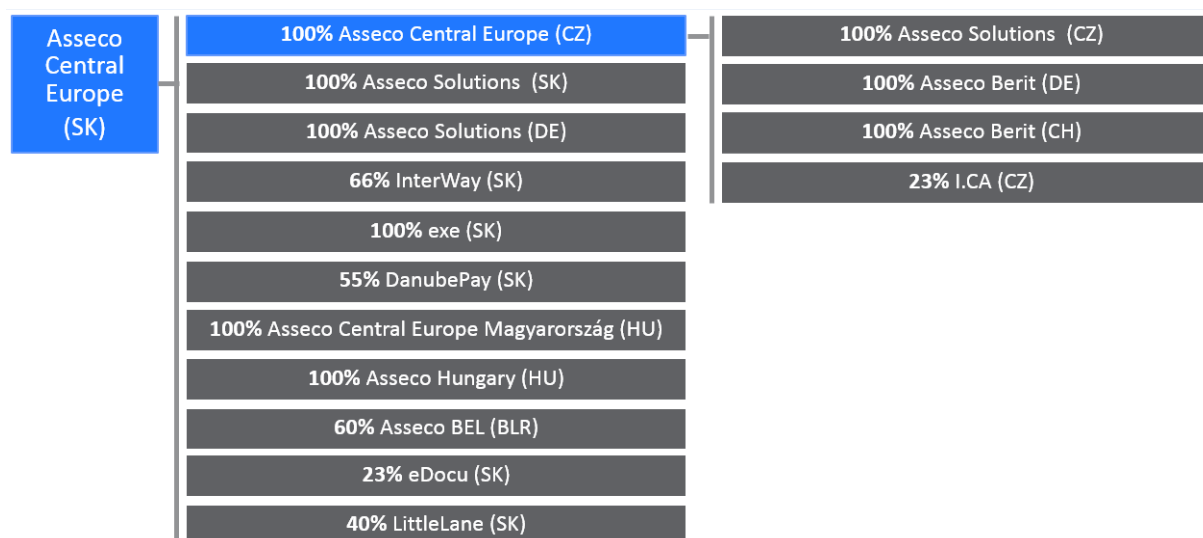 Asseco
Central
Europe
(SK)
100% Asseco Central Europe (CZ)
100% Asseco Solutions (SK)
100% Asseco Solutions (DE)
66% InterWay (SK)
100% exe (SK)
55% DanubePay (SK)
100% Asseco Central Europe Magyarország (HU)
100% Asseco Hungary (HU)
60% Asseco BEL (BLR)
23% eDocu (SK)
40% LittleLane (SK)
100% Asseco Solutions (CZ)
100% Asseco Berit (DE)
100% Asseco Berit (CH)
23% I.CA (CZ)